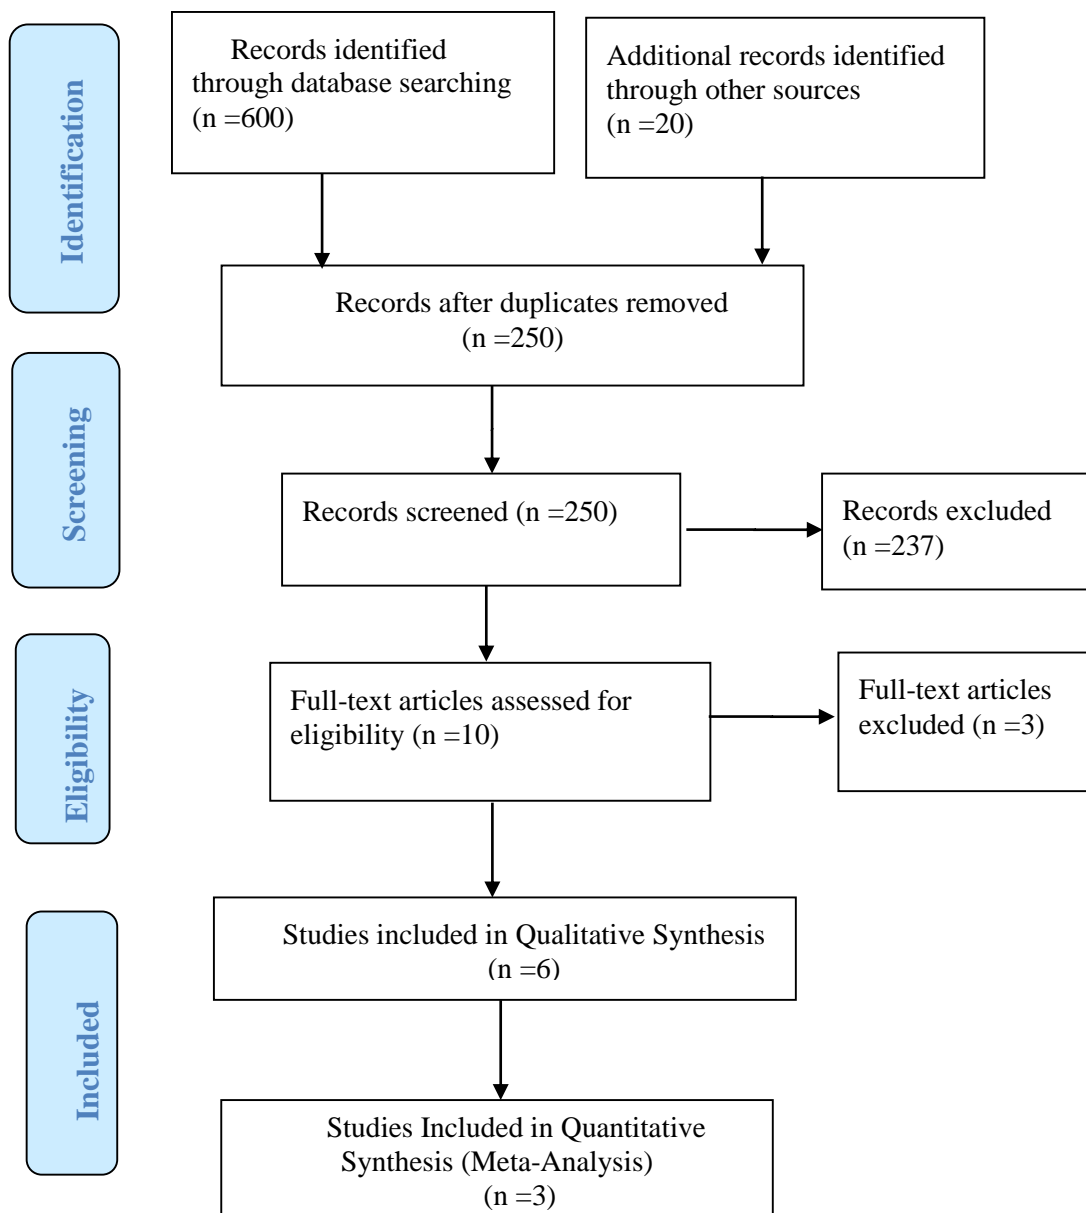 Identification
Records identified
through database searching
(n =600)
Additional records identified
through other sources
(n =20)
Records after duplicates removed
(n =250)
Screening
Records screened (n =250)
Records excluded
(n =237)
Eligibility
Full-text articles assessed for
eligibility (n =10)
Full-text articles
excluded (n =3)
Included
Studies included in Qualitative Synthesis
(n =6)
Studies Included in Quantitative
Synthesis (Meta-Analysis)
(n =3)